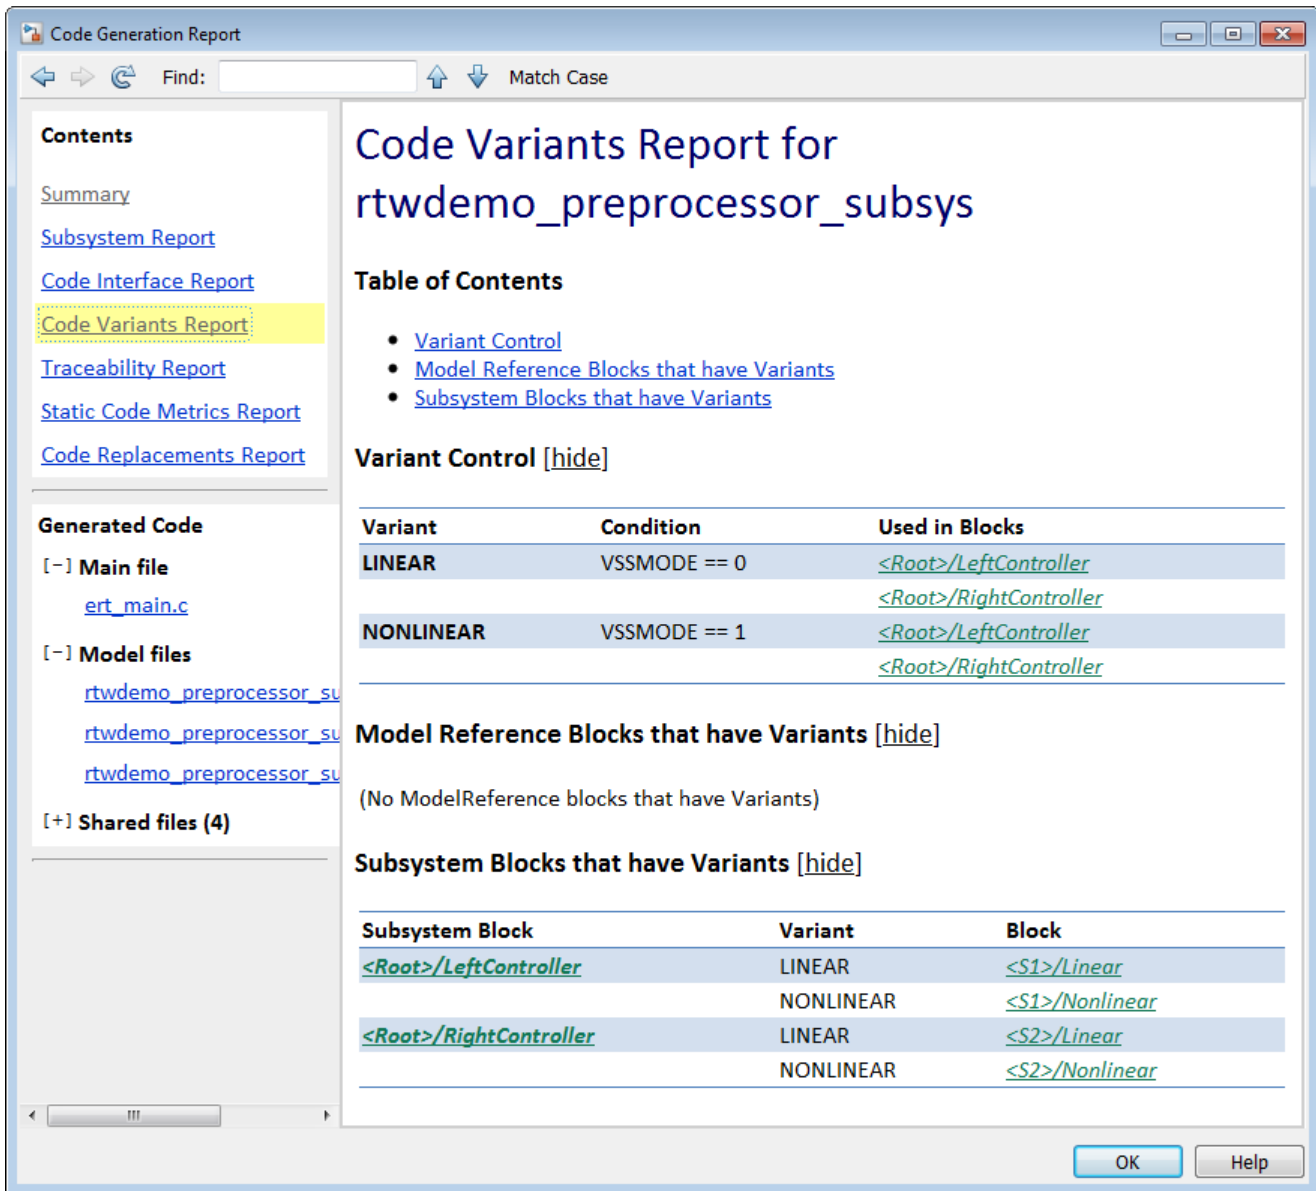 Code Generation Report
Find:
Match Case
Contents
Summary
Subsystem Report
Code Interface Report
Code Variants Report
Traceability Report
Static Code Metrics Report
Code Replacements Report
Generated Code
[-] Main file
ert_main.c
[-] Model files
rtwdemo_preprocessor_su
rtwdemo_preprocessor_su
rtwdemo_preprocessor_su
[+] Shared files (4)
Code Variants Report for
rtwdemo_preprocessor_subsys
Table of Contents
• Variant Control
• Model Reference Blocks that have Variants
• Subsystem Blocks that have Variants
Variant Control [hide]
Variant Condition Used in Blocks
LINEAR VSSMODE == 0 <Root>/LeftController
<Root>/RightController
NONLINEAR VSSMODE == 1 <Root>/LeftController
<Root>/RightController
Model Reference Blocks that have Variants [hide]
(No ModelReference blocks that have Variants)
Subsystem Blocks that have Variants [hide]
Subsystem Block Variant Block
<Root>/LeftController LINEAR <S1>/Linear
NONLINEAR <S1>/Nonlinear
<Root>/RightController LINEAR <S2>/Linear
NONLINEAR <S2>/Nonlinear
OK Help